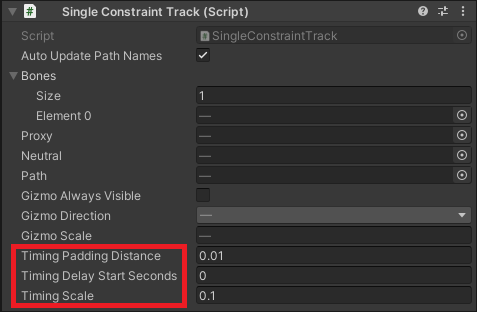 Single Constraint Track (Script)
Script SingleConstraintTrack
Auto Update Path Names
Bones
Size 1
Element 0 —
Proxy —
Neutral —
Path —
Gizmo Always Visible
Gizmo Direction —
Gizmo Scale —
Timing Padding Distance 0.01
Timing Delay Start Seconds 0
Timing Scale 0.1